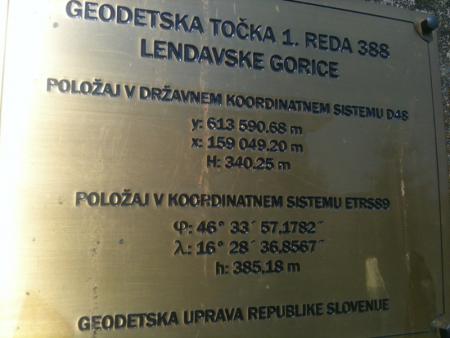 GEODETSKA TOČKA 1. REDA 388
LENDAVSKE GORICE
POLOŽAJ V DRŽAVNEM KOORDINATNEM SISTEMU D48
y: 613 590.68 m
x: 159 049.20 m
H: 340.25 m
POLOŽAJ V KOORDINATNEM SISTEMU ETRS89
φ: 46° 33´ 57,1782˝
λ: 16° 28´ 36,8567˝
h: 385,18 m
GEODETSKA UPRAVA REPUBLIKE SLOVENIJE